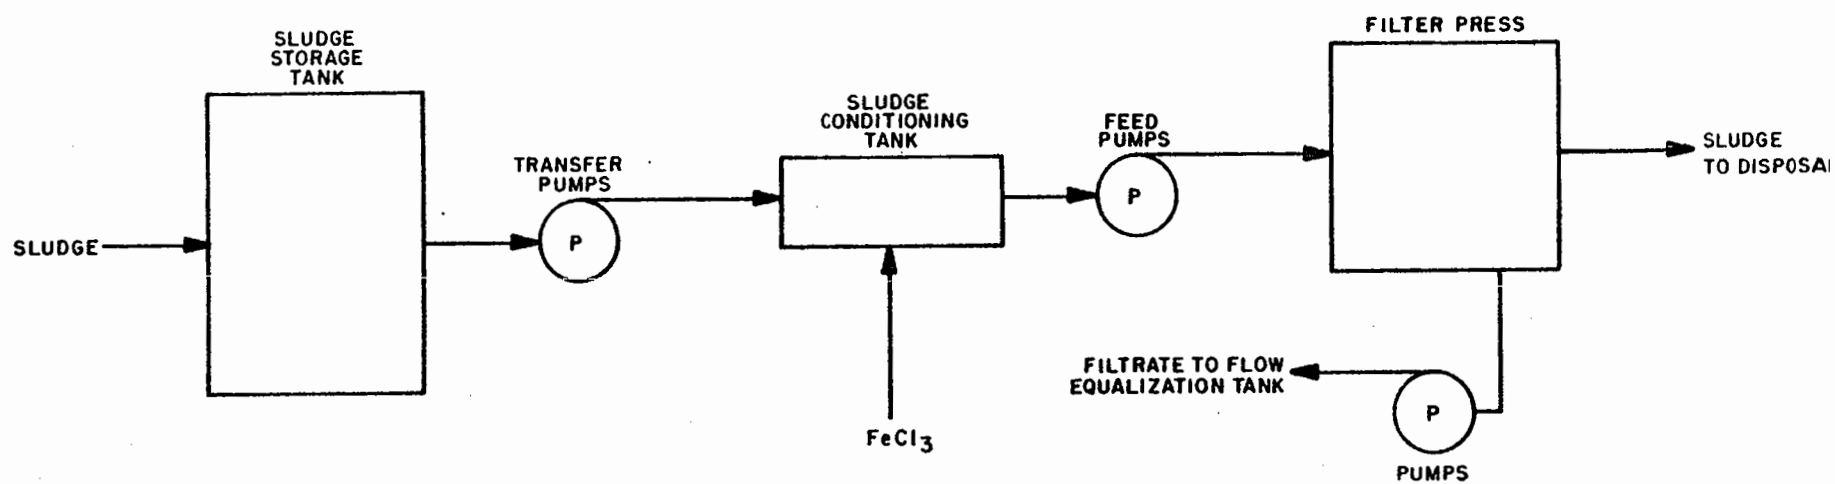 SLUDGE
STORAGE
TANK
SLUDGE
TRANSFER
PUMPS
P
SLUDGE
CONDITIONING
TANK
FeCl3
FEED
PUMPS
P
FILTER PRESS
SLUDGE
TO DISPOSAL
FILTRATE TO FLOW
EQUALIZATION TANK
P
PUMPS